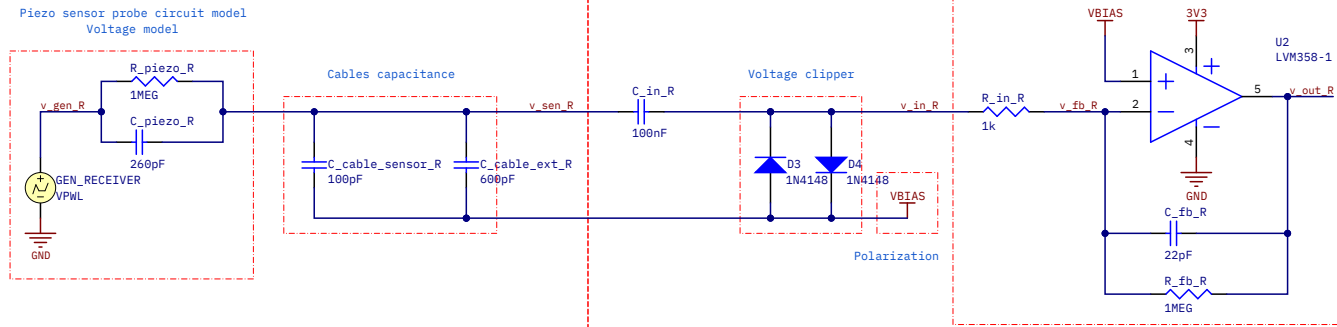 Piezo sensor probe circuit model
Voltage model
R_piezo_R
1MEG
v_gen_R
C_piezo_R
260pF
GEN_RECEIVER
VPWL
GND
Cables capacitance
C_cable_sensor_R
100pF
C_cable_ext_R
600pF
v_sen_R
C_in_R
100nF
Voltage clipper
D3
1N4148
D4
1N4148
v_in_R
VBIAS
Polarization
R_in_R
1k
v_fb_R
VBIAS
3V3
U2
LVM358-1
3
1
2
5
4
v_out_R
GND
C_fb_R
22pF
R_fb_R
1MEG